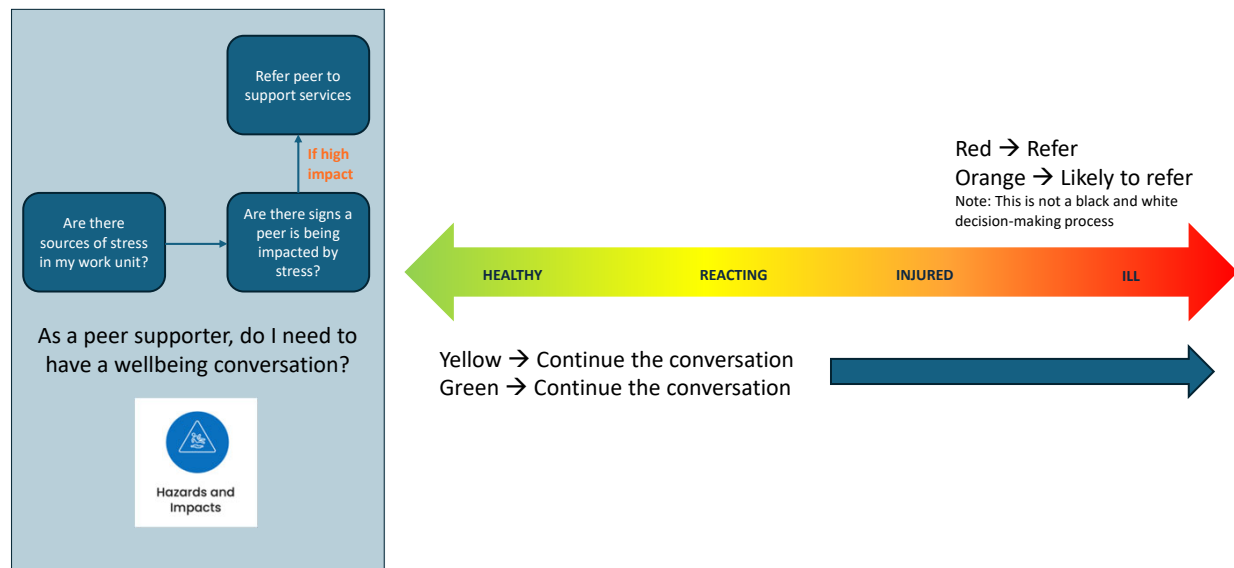 Refer peer to
support services
If high
impact
Are there
sources of stress
in my work unit?
Are there signs a
peer is being
impacted by
stress?
As a peer supporter, do I need to
have a wellbeing conversation?
Hazards and
Impacts
Red → Refer
Orange → Likely to refer
Note: This is not a black and white
decision-making process
HEALTHY
REACTING
INJURED
ILL
Yellow → Continue the conversation
Green → Continue the conversation